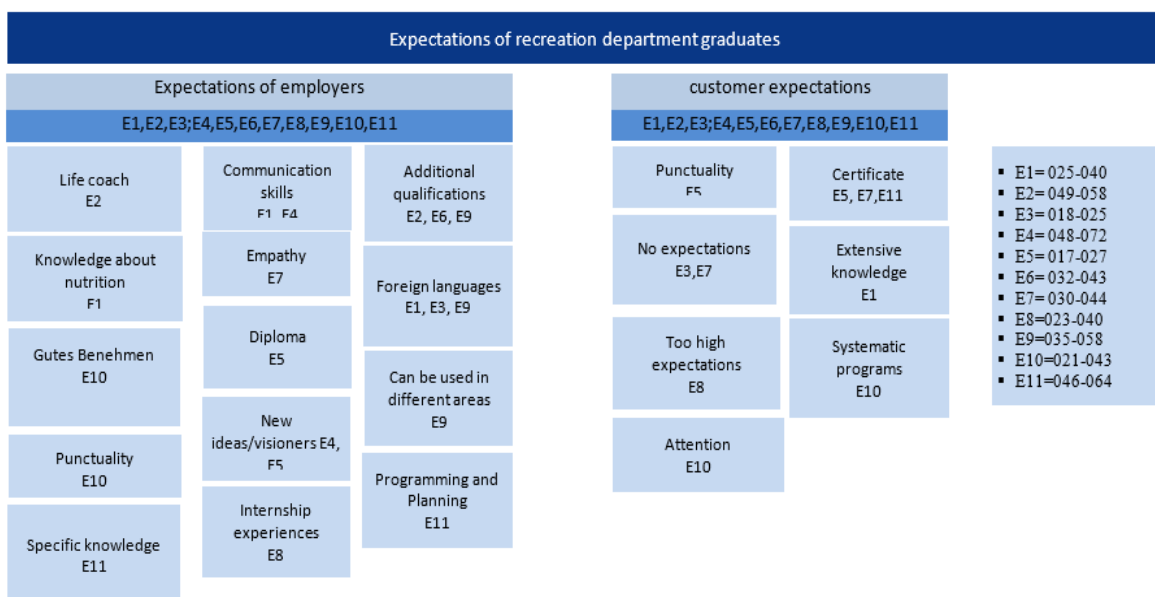 Expectations of recreation department graduates
Expectations of employers
E1,E2,E3;E4,E5,E6,E7,E8,E9,E10,E11
Life coach
E2
Knowledge about
nutrition
E1
Gutes Benehmen
E10
Punctuality
E10
Specific knowledge
E11
Communication
skills
E1, E4
Empathy
E7
Diploma
E5
New
ideas/visioners E4,
E5
Internship
experiences
E8
Additional
qualifications
E2, E6, E9
Foreign languages
E1, E3, E9
Can be used in
different areas
E9
Programming and
Planning
E11
customer expectations
E1,E2,E3;E4,E5,E6,E7,E8,E9,E10,E11
Punctuality
E5
No expectations
E3,E7
Too high
expectations
E8
Attention
E10
Certificate
E5, E7,E11
Extensive
knowledge
E1
Systematic
programs
E10
▪ E1= 025-040
▪ E2= 049-058
▪ E3= 018-025
▪ E4= 048-072
▪ E5= 017-027
▪ E6= 032-043
▪ E7= 030-044
▪ E8=023-040
▪ E9=035-058
▪ E10=021-043
▪ E11=046-064